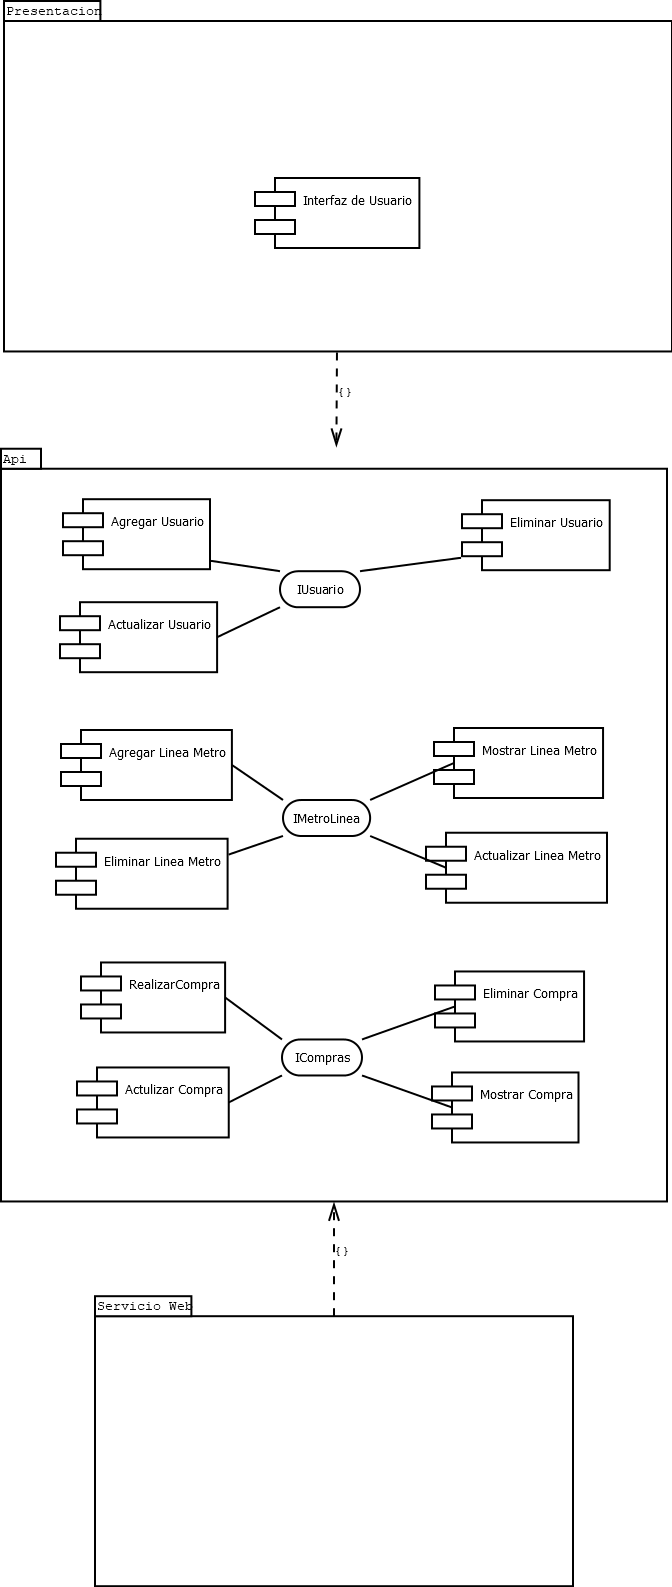 Presentacion
Interfaz de Usuario
{}
Api
Agregar Usuario
Eliminar Usuario
IUsuario
Actualizar Usuario
Agregar Linea Metro
Mostrar Linea Metro
IMetroLinea
Eliminar Linea Metro
Actualizar Linea Metro
RealizarCompra
Eliminar Compra
ICompras
Actulizar Compra
Mostrar Compra
{}
Servicio Web